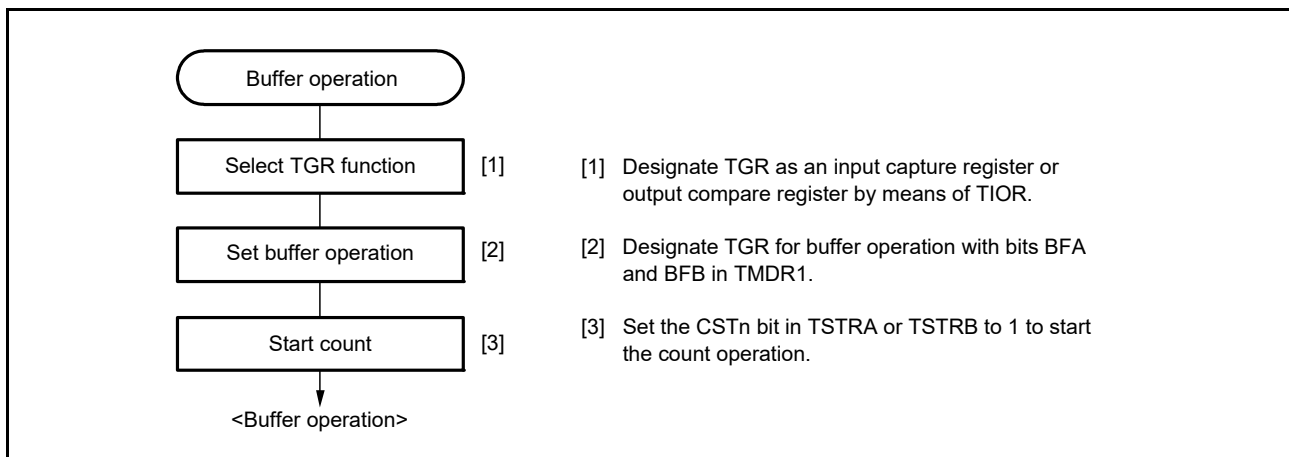 Buffer operation
Select TGR function [1]
[1] Designate TGR as an input capture register or
output compare register by means of TIOR.
Set buffer operation [2]
[2] Designate TGR for buffer operation with bits BFA
and BFB in TMDR1.
Start count [3]
[3] Set the CSTn bit in TSTRA or TSTRB to 1 to start
the count operation.
<Buffer operation>